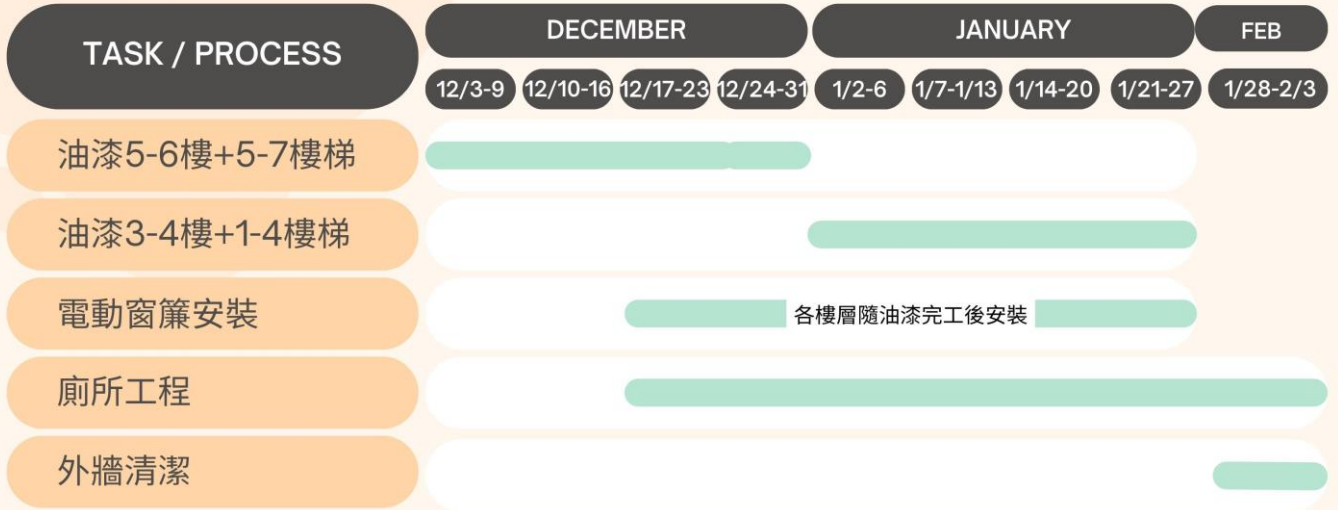 TASK / PROCESS
DECEMBER
JANUARY
FEB
12/3-9
12/10-16
12/17-23
12/24-31
1/2-6
1/7-1/13
1/14-20
1/21-27
1/28-2/3
油漆5-6樓+5-7樓梯
油漆3-4樓+1-4樓梯
電動窗簾安裝
各樓層隨油漆完工後安裝
廁所工程
外牆清潔